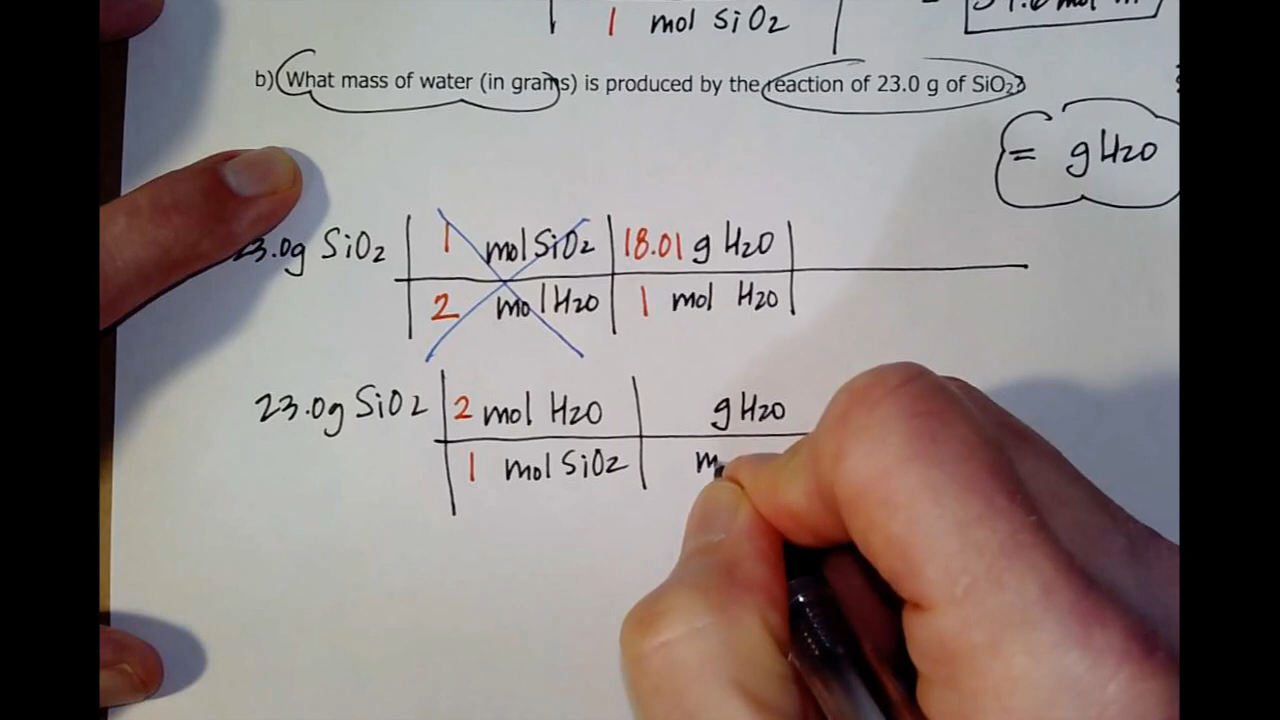 1 mol SiO2 =
b) What mass of water (in grams) is produced by the reaction of 23.0 g of SiO2?
= g H2O
3.0g SiO2 1 mol SiO2 18.01 g H2O
2 mol H2O 1 mol H2O
23.0g SiO2 2 mol H2O g H2O
1 mol SiO2 m